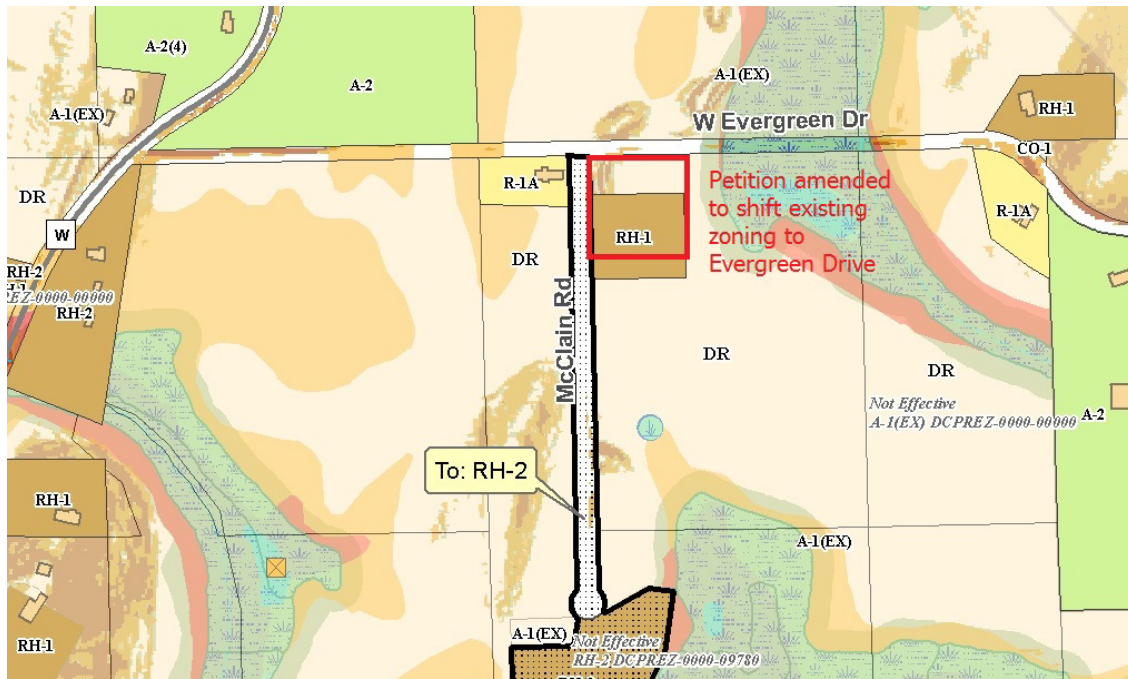 A-2(4)
A-2
A-1(EX)
A-1(EX)
RH-1
W Evergreen Dr
CO-1
DR
R-1A
R-1A
W
Petition amended
to shift existing
zoning to
Evergreen Drive
RH-1
DR
RH-2
REZ-0000-00000
RH-2
McClain Rd
DR
DR
Not Effective
A-1(EX) DCPREZ-0000-00000
A-2
To: RH-2
RH-1
A-1(EX)
A-1(EX)
Not Effective
RH-2 DCPREZ-0000-09780
RH-1